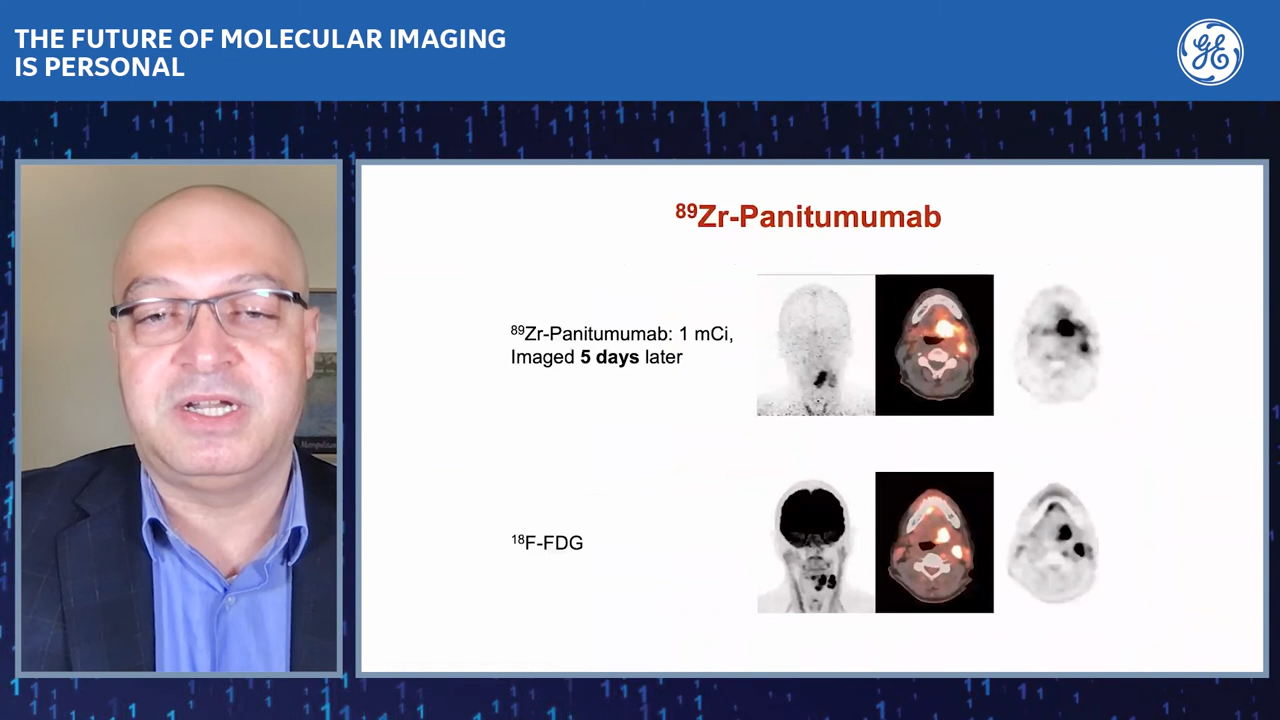 THE FUTURE OF MOLECULAR IMAGING
IS PERSONAL
GE
⁸⁹Zr-Panitumumab
⁸⁹Zr-Panitumumab: 1 mCi,
Imaged 5 days later
¹⁸F-FDG